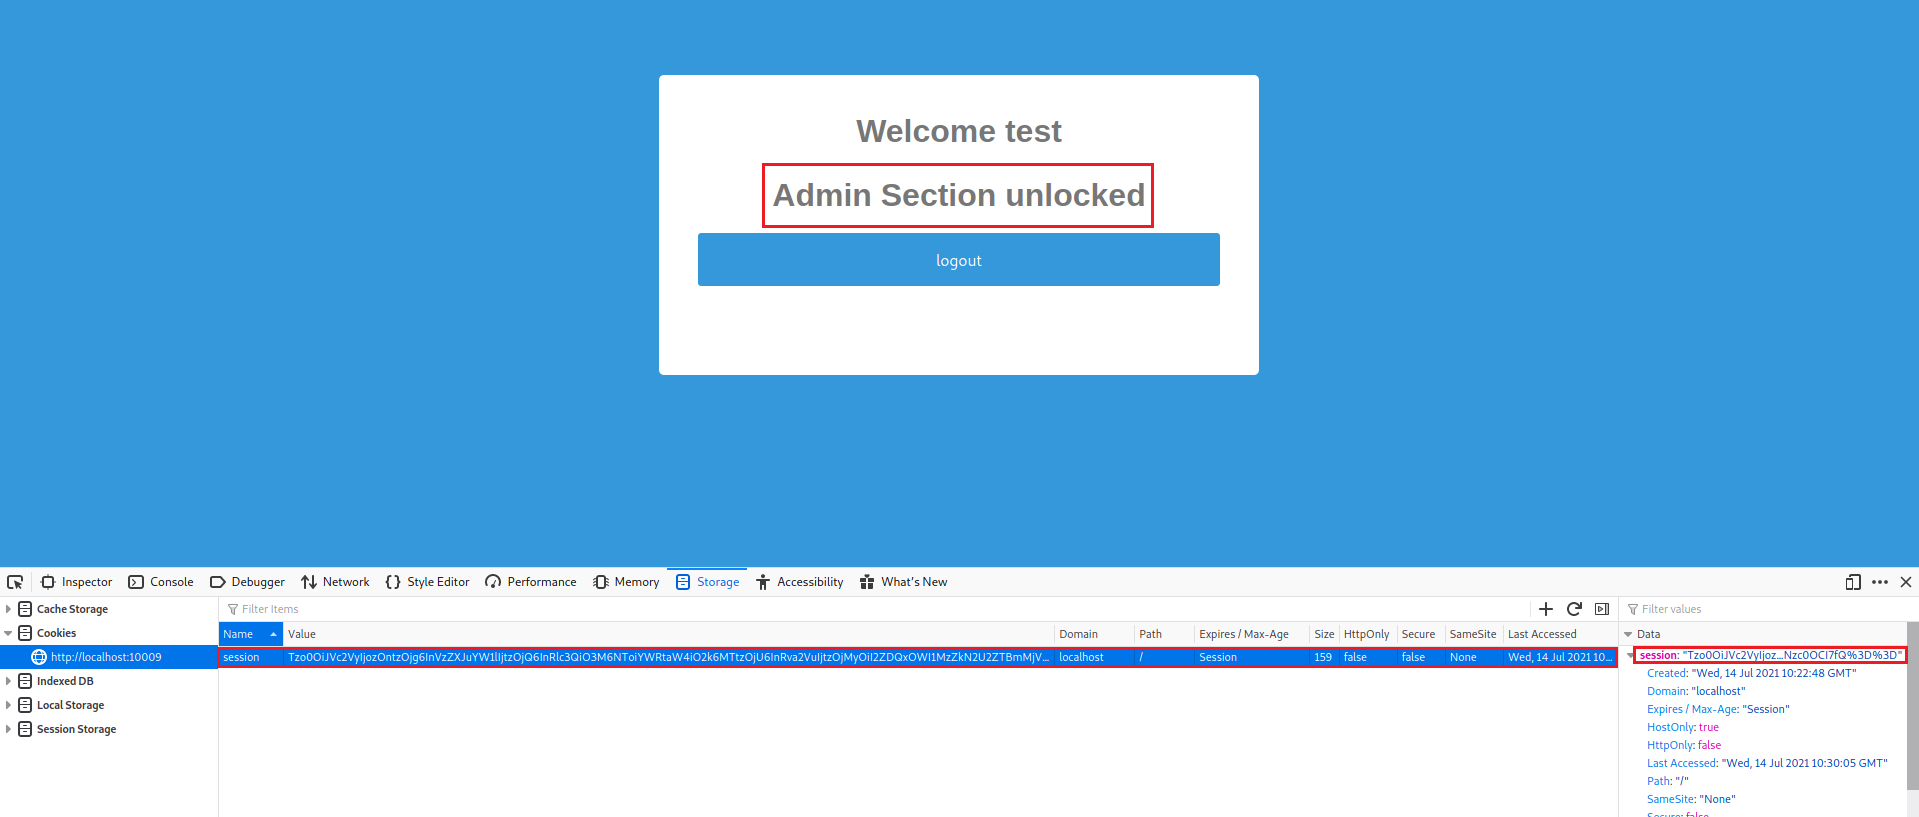 Welcome test
Admin Section unlocked
logout
Inspector Console Debugger Network Style Editor Performance Memory Storage Accessibility What's New
Cache Storage
Cookies
http://localhost:10009
Indexed DB
Local Storage
Session Storage
Filter Items
Name Value Domain Path Expires / Max-Age Size HttpOnly Secure SameSite Last Accessed
session Tzo0OiJVc2VyIjozOntzOjg6InVzZXJuYW1lIjtzOjQ6InRlc3QiO3M6NToiYWRtaW4iO2k6MTtzOjU6InRva2VuIjtzOjMyOiI2ZDQxOWI1MzZkN2U2ZTBmMjV... localhost / Session 159 false false None Wed, 14 Jul 2021 10...
Filter values
Data
session: "Tzo0OiJVc2VyIjoz...Nzc0OCI7fQ%3D%3D"
Created: "Wed, 14 Jul 2021 10:22:48 GMT"
Domain: "localhost"
Expires / Max-Age: "Session"
HostOnly: true
HttpOnly: false
Last Accessed: "Wed, 14 Jul 2021 10:30:05 GMT"
Path: "/"
SameSite: "None"
Secure: false